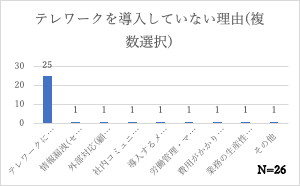 テレワークを導入していない理由(複
数選択)
30
20
10
0
25
1
1
1
1
1
1
1
1
テレワークに…
情報漏洩(セ…
外部対応(顧…
社内コミュニ…
導入するメ…
労働管理・マ…
費用がかかり…
業務の生産性…
その他
N=26